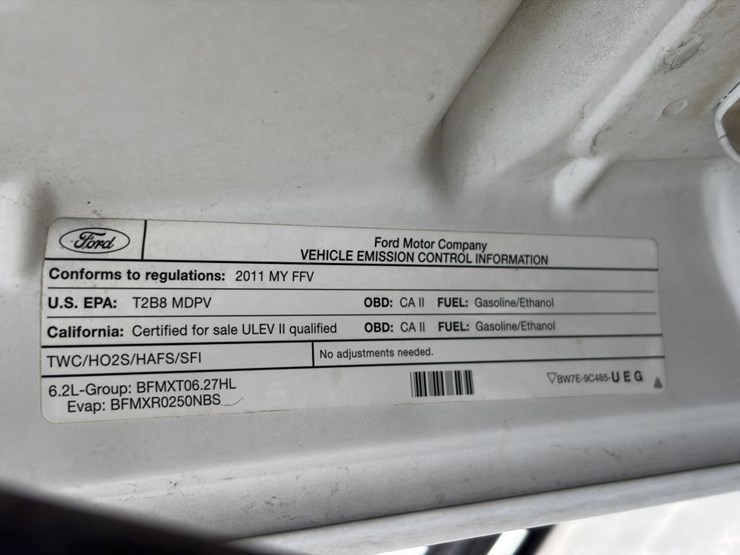 Ford
Ford Motor Company
VEHICLE EMISSION CONTROL INFORMATION
Conforms to regulations: 2011 MY FFV
U.S. EPA: T2B8 MDPV OBD: CA II FUEL: Gasoline/Ethanol
California: Certified for sale ULEV II qualified OBD: CA II FUEL: Gasoline/Ethanol
TWC/HO2S/HAFS/SFI No adjustments needed.
6.2L-Group: BFMXT06.27HL
Evap: BFMXR0250NBS
▽BW7E-9C485-UEG